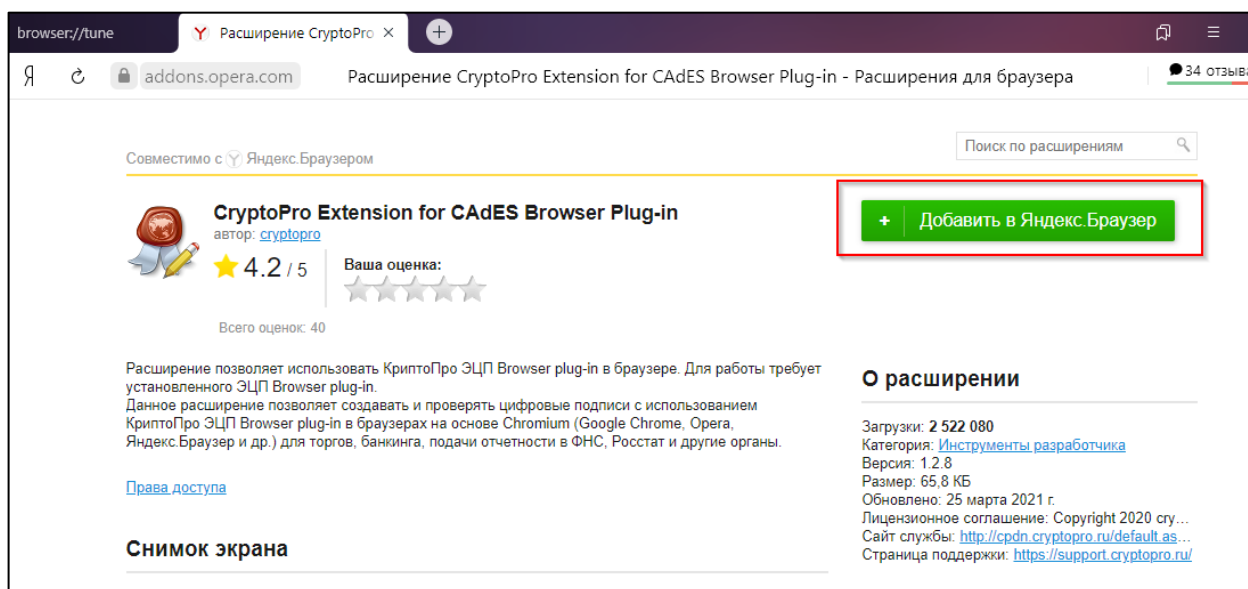 browser://tune
Y Расширение CryptoPro ×
Я addons.opera.com Расширение CryptoPro Extension for CAdES Browser Plug-in - Расширения для браузера 34 отзыва
Поиск по расширениям
Совместимо с Y Яндекс.Браузером
CryptoPro Extension for CAdES Browser Plug-in
автор: cryptopro
+ Добавить в Яндекс.Браузер
4.2 / 5
Ваша оценка:
Всего оценок: 40
Расширение позволяет использовать КриптоПро ЭЦП Browser plug-in в браузере. Для работы требует
установленного ЭЦП Browser plug-in.
Данное расширение позволяет создавать и проверять цифровые подписи с использованием
КриптоПро ЭЦП Browser plug-in в браузерах на основе Chromium (Google Chrome, Opera,
Яндекс.Браузер и др.) для торгов, банкинга, подачи отчетности в ФНС, Росстат и другие органы.
Права доступа
Снимок экрана
О расширении
Загрузки: 2 522 080
Категория: Инструменты разработчика
Версия: 1.2.8
Размер: 65,8 КБ
Обновлено: 25 марта 2021 г.
Лицензионное соглашение: Copyright 2020 cry...
Сайт службы: http://cpdn.cryptopro.ru/default.as...
Страница поддержки: https://support.cryptopro.ru/